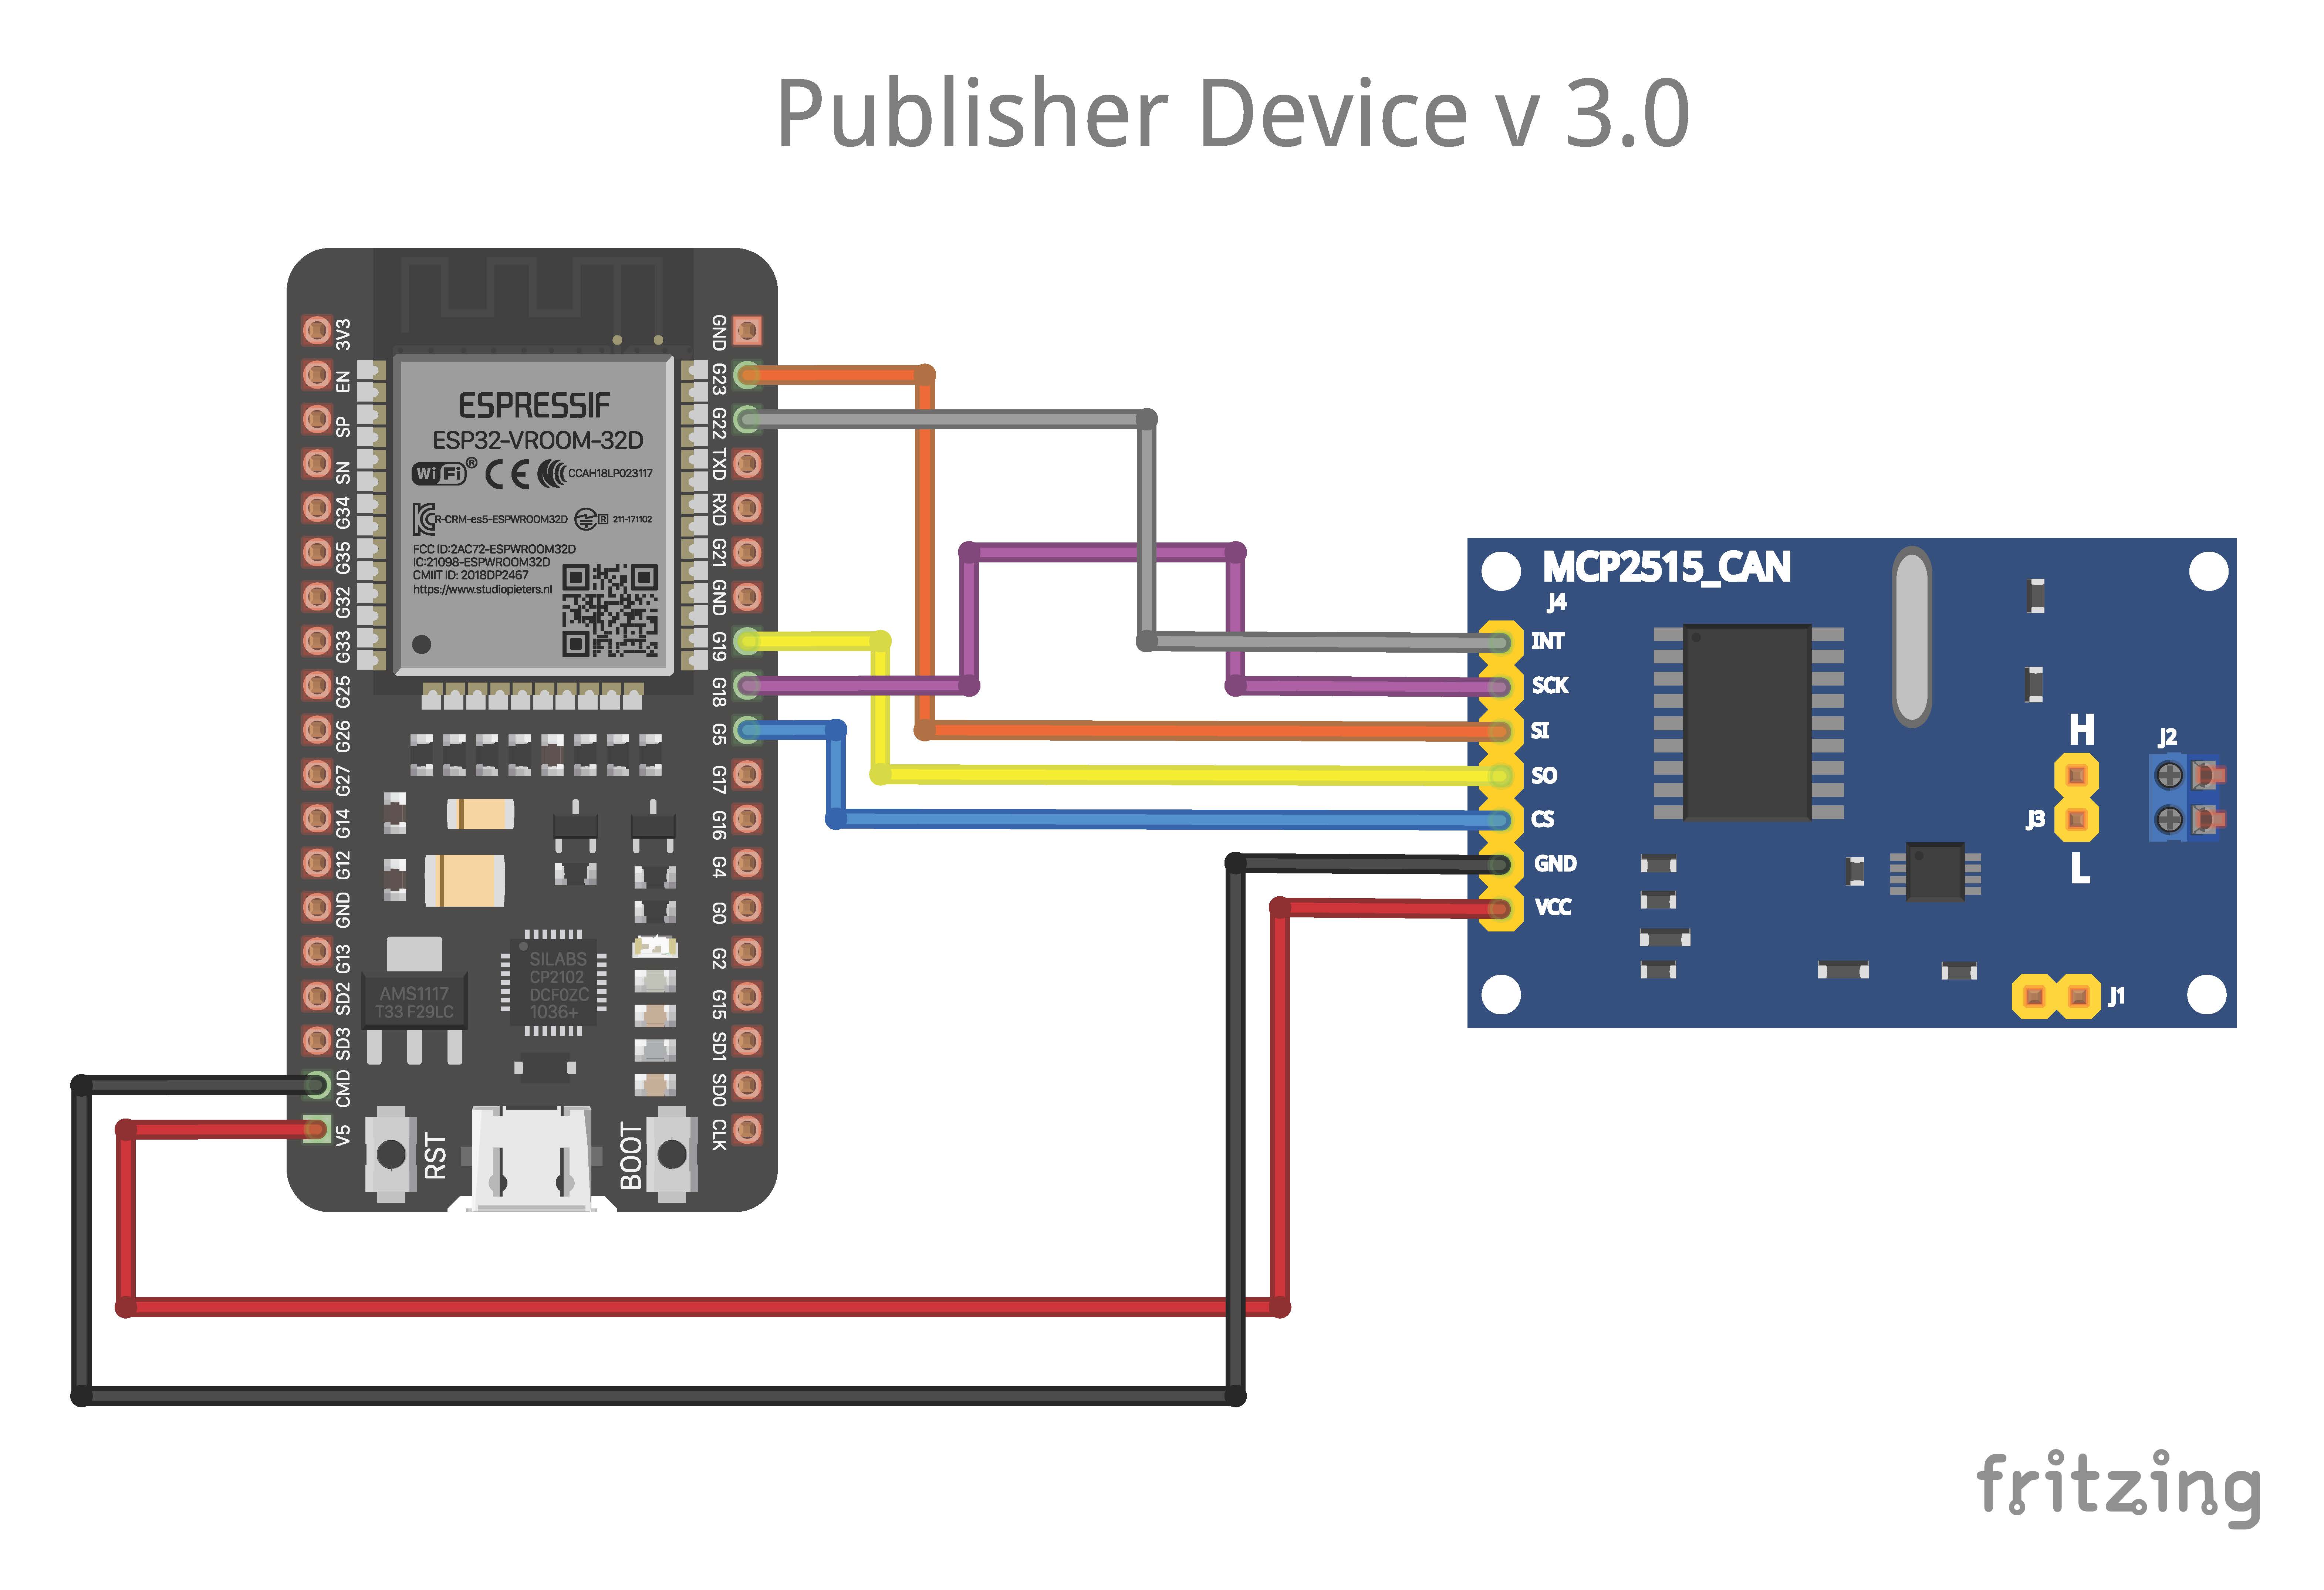 Publisher Device v 3.0
3V3
EN
SP
SN
G34
G35
G32
G33
G25
G26
G27
G14
G12
GND
G13
SD2
SD3
CMD
V5
ESPRESSIF
ESP32-VROOM-32D
WiFi® CE CCAH18LP023117
R-CRM-es5-ESPWROOM32D R 211-171102
FCC ID:2AC72-ESPWROOM32D
IC:21098-ESPWROOM32D
CMIIT ID: 2018DP2467
https://www.studiopieters.nl
AMS1117
T33 F29LC
SILABS
CP2102
DCF0ZC
1036+
RST
BOOT
GND
G23
G22
TXD
RXD
G21
GND
G19
G18
G5
G17
G16
G4
G0
G2
G15
SD1
SD0
CLK
MCP2515_CAN
J4
INT
SCK
SI
SO
CS
GND
VCC
H
J2
J3
L
J1
fritzing